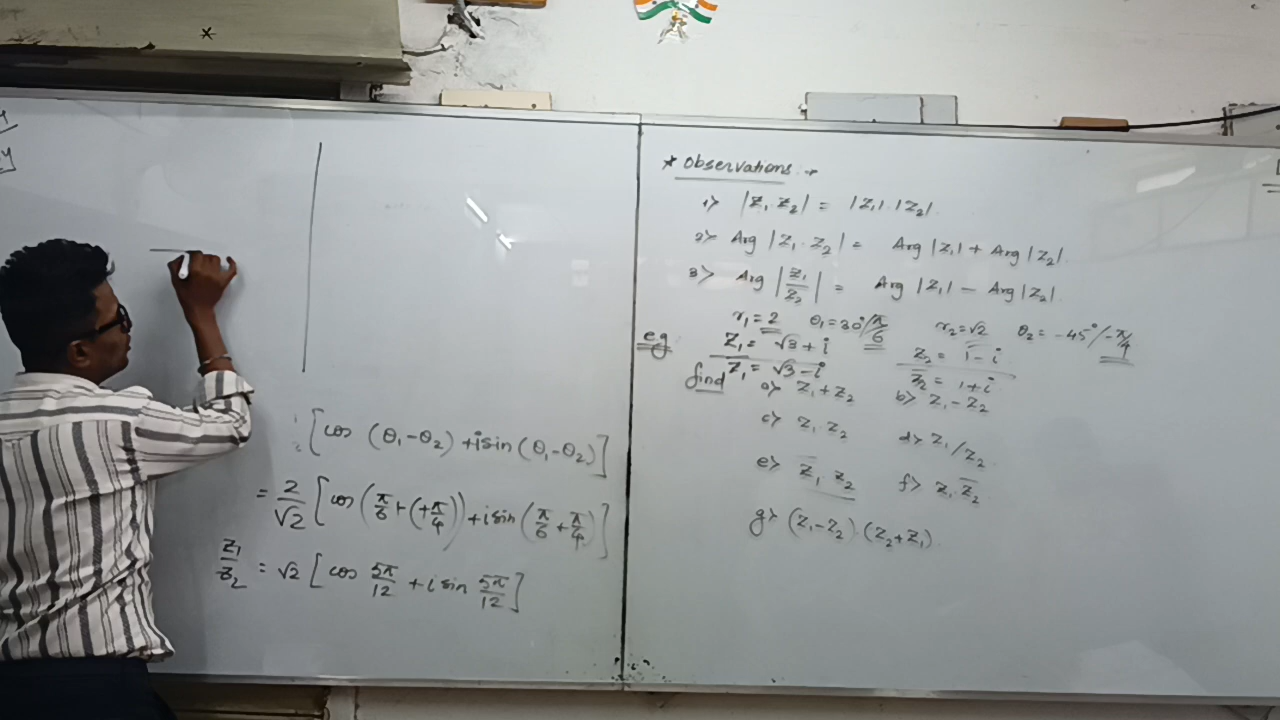 [cos (θ₁-θ₂) +isin (θ₁-θ₂)]
= 2/√2 [cos (π/6 + (+π/4)) + i sin (π/6 + π/4)]
z₁/z₂ = √2 [cos 5π/12 + i sin 5π/12]
* Observations :→
1> |z₁ z₂| = |z₁| . |z₂|
2> Arg |z₁ . z₂| = Arg |z₁| + Arg |z₂|.
3> Arg |z₁/z₂| = Arg |z₁| - Arg |z₂|.
r₁ = 2 θ₁ = 30°/π/6 r₂ = √2 θ₂ = -45°/-π/4
e.g z₁ = √3 + i z₂ = 1 - i
z̄₁ = √3 - i z̄₂ = 1 + i
find a> z₁ + z₂ b> z₁ - z₂
c> z₁ z₂ d> z₁/z₂
e> z̄₁ z₂ f> z₁ z̄₂
g> (z₁-z₂) (z₂+z₁)